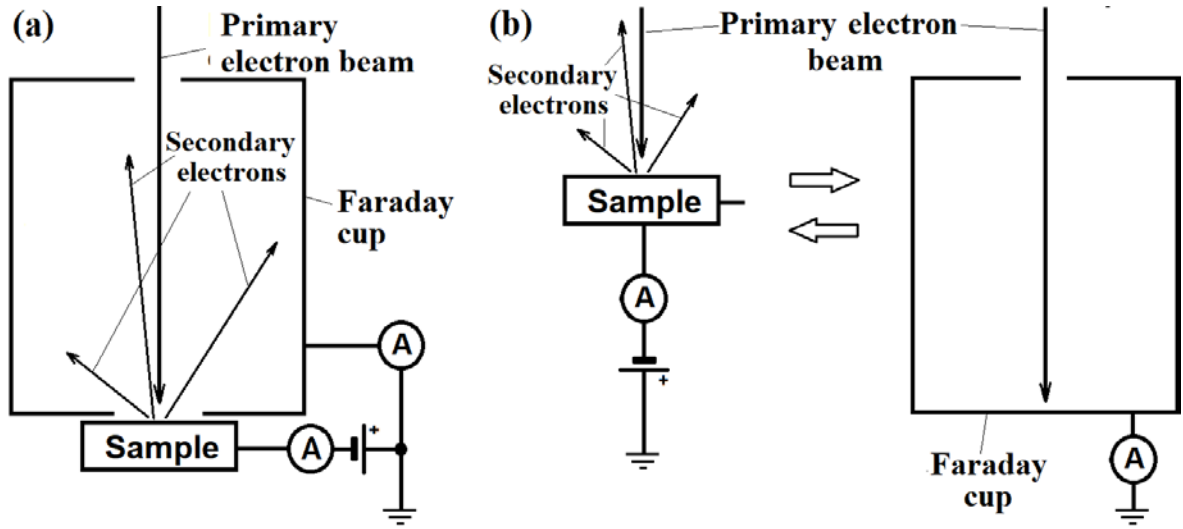 (a)
Primary
electron beam
Secondary
electrons
Faraday
cup
A
Sample
A
+
(b)
Primary electron
beam
Secondary
electrons
Sample
A
+
Faraday
cup
A